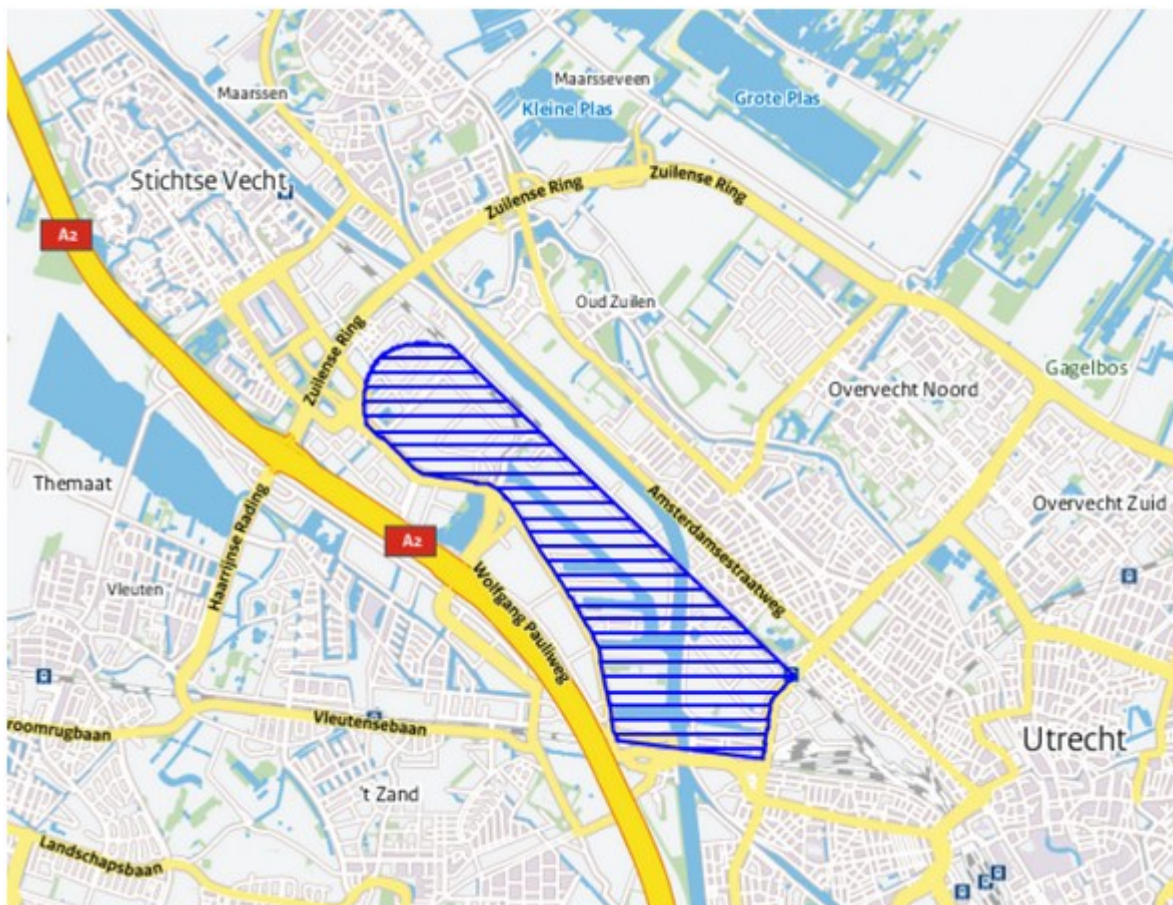 Maarssen
Maarsseveen
Kleine Plas
Grote Plas
Stichtse Vecht
Zuilense Ring
Zuilense Ring
A2
Oud Zuilen
Zuilense Ring
Gagelbos
Overvecht Noord
Themaat
Haarrijnse Rading
A2
Amsterdamsestraatweg
Overvecht Zuid
Vleuten
Wolfgang Pauliweg
roomrugbaan
Vleutensebaan
Utrecht
't Zand
Landschapsbaan